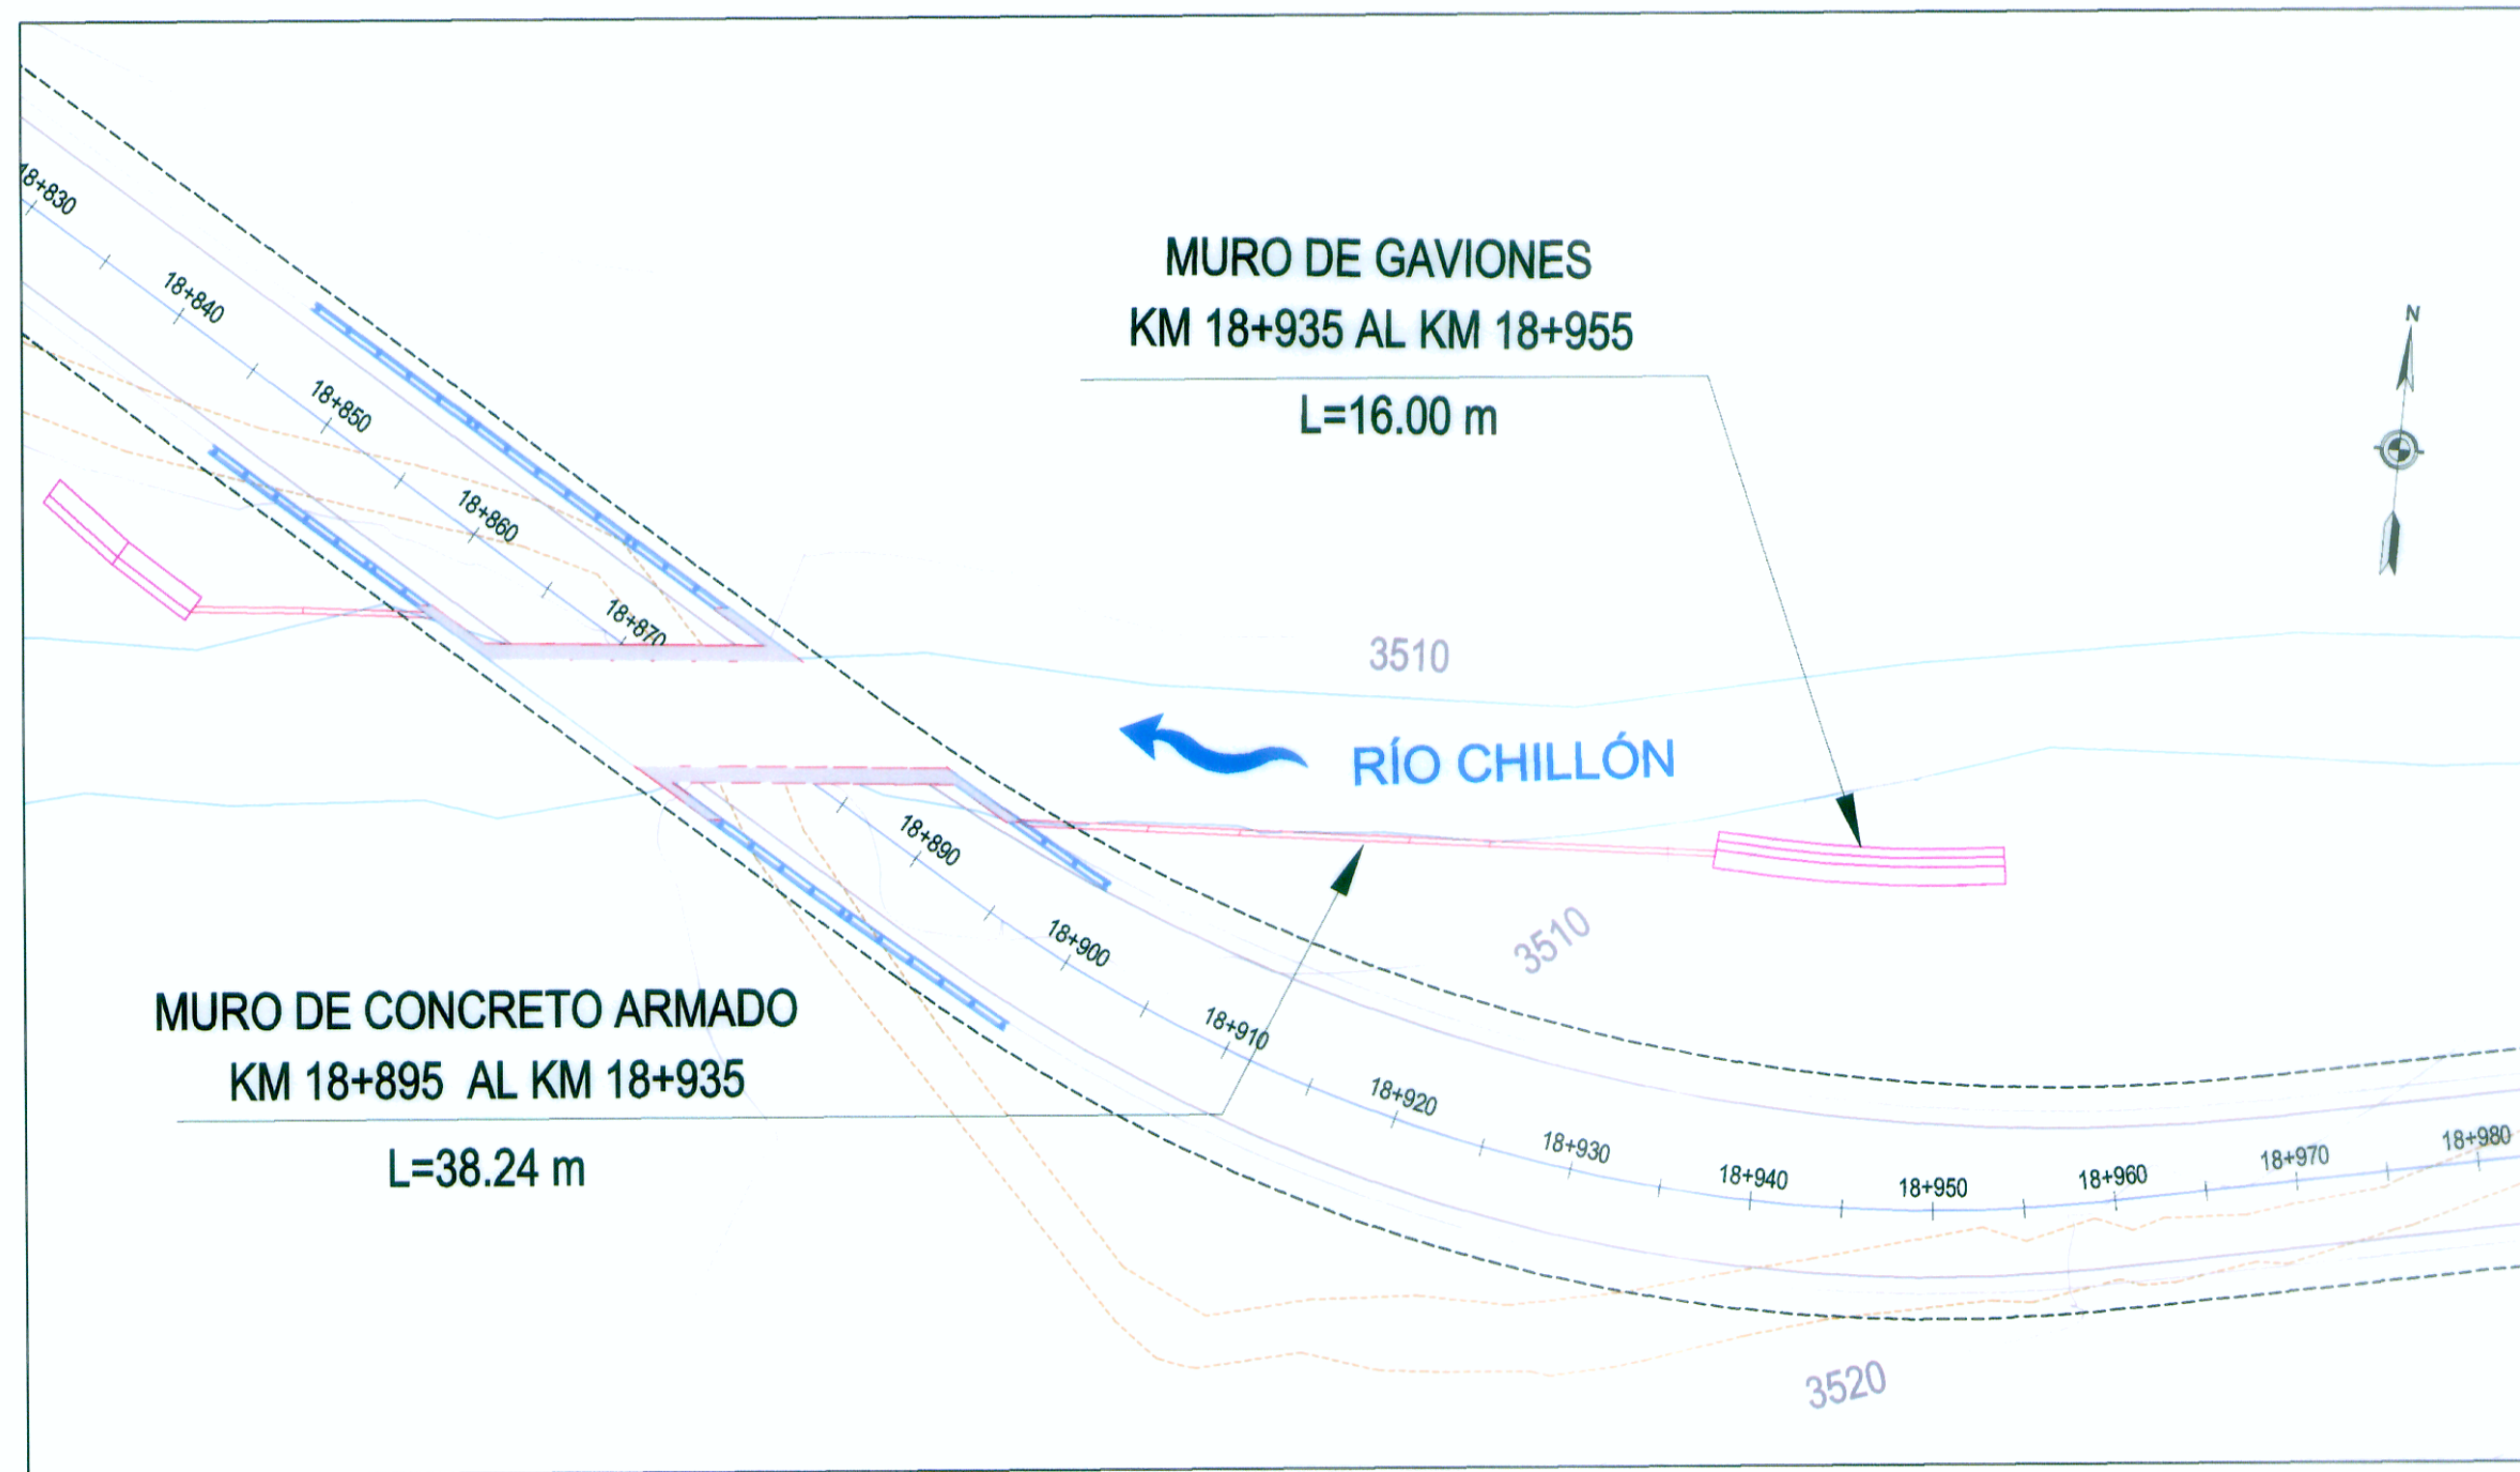 18+830
18+840
18+850
18+860
18+870
MURO DE GAVIONES
KM 18+935 AL KM 18+955
L=16.00 m
N
3510
RÍO CHILLÓN
18+890
18+900
18+910
18+920
18+930
18+940
18+950
18+960
18+970
18+980
3510
MURO DE CONCRETO ARMADO
KM 18+895 AL KM 18+935
L=38.24 m
3520